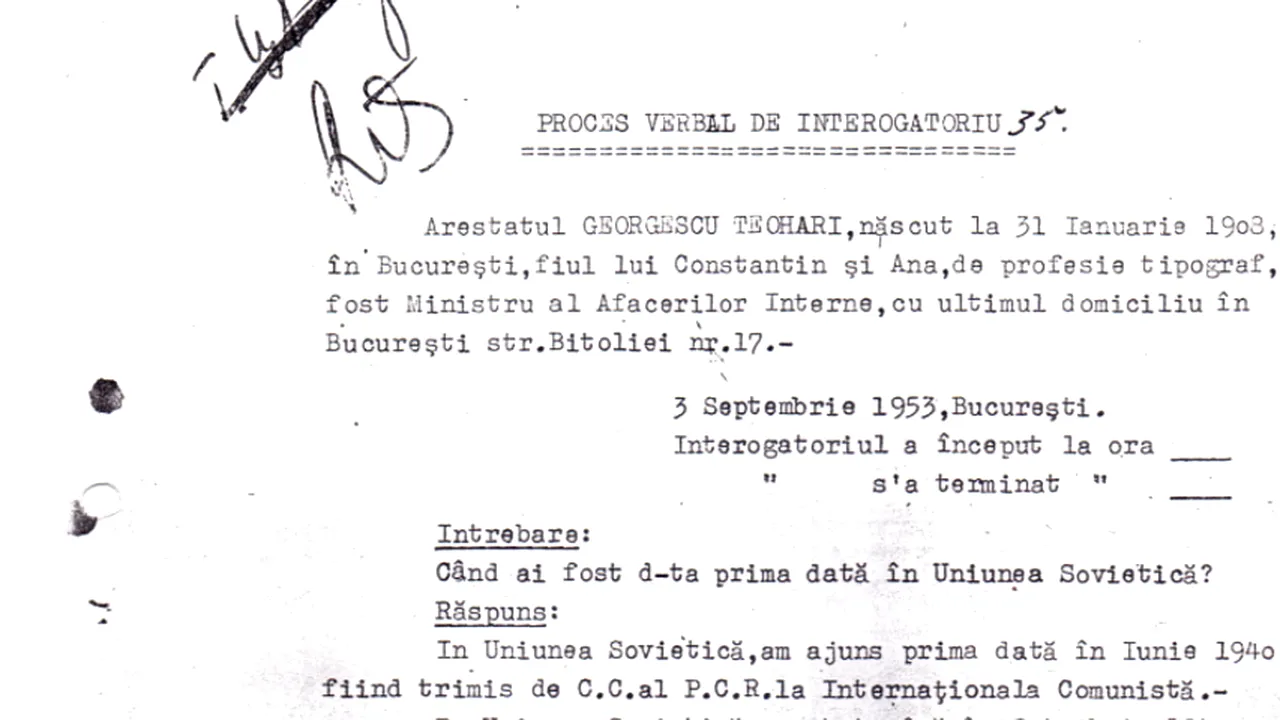 PROCES VERBAL DE INTEROGATORIU 35.
===============================
Arestatul GEORGESCU TEOHARI,născut la 31 Ianuarie 1908,
în București,fiul lui Constantin și Ana,de profesie tipograf,
fost Ministru al Afacerilor Interne,cu ultimul domiciliu în
București str.Bitoliei nr.17.-
3 Septembrie 1953,București.
Interogatoriul a început la ora ____
" s'a terminat " ____
Intrebare:
Când ai fost d-ta prima dată în Uniunea Sovietică?
Răspuns:
In Uniunea Sovietică,am ajuns prima dată în Iunie 1940
fiind trimis de C.C.al P.C.R.la Internaţionala Comunistă.-